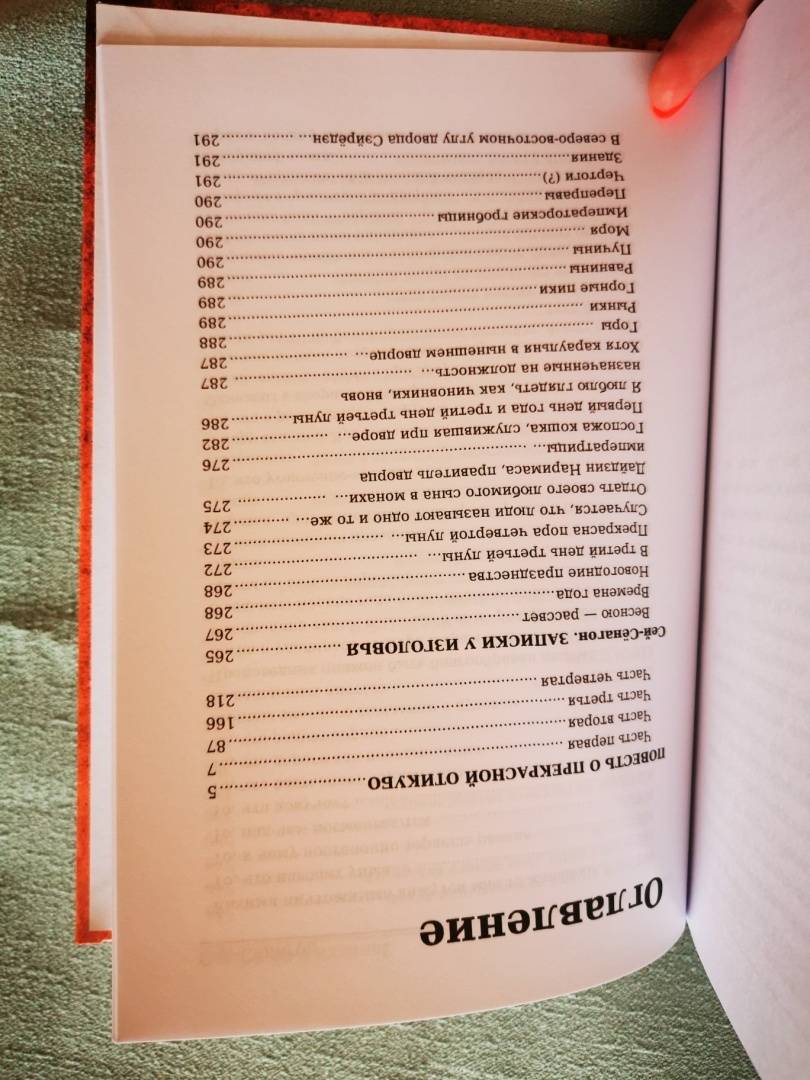 Оглавление
ПОВЕСТЬ О ПРЕКРАСНОЙ ОТИКУБО.....5
Часть первая.....7
Часть вторая.....87
Часть третья.....166
Часть четвертая.....218
Сей-Сёнагон. ЗАПИСКИ У ИЗГОЛОВЬЯ.....265
Весною — рассвет.....267
Времена года.....268
Новогодние празднества.....268
В третий день третьей луны.....272
Прекрасна пора четвертой луны.....273
Случается, что люди называют одно и то же.....274
Отдать своего любимого сына в монахи.....275
Дайдзин Наримаса, правитель дворца
императрицы.....276
Госпожа кошка, служившая при дворе.....282
Первый день года и третий день третьей луны.....286
Я люблю глядеть, как чиновники, вновь
назначенные на должность.....287
Хотя караульня в нынешнем дворце.....287
Горы.....288
Рынки.....289
Горные пики.....289
Равнины.....289
Пучины.....290
Моря.....290
Императорские гробницы.....290
Переправы.....290
Чертоги (?).....291
Здания.....291
В северо-восточном углу дворца Сэйрёдэн.....291